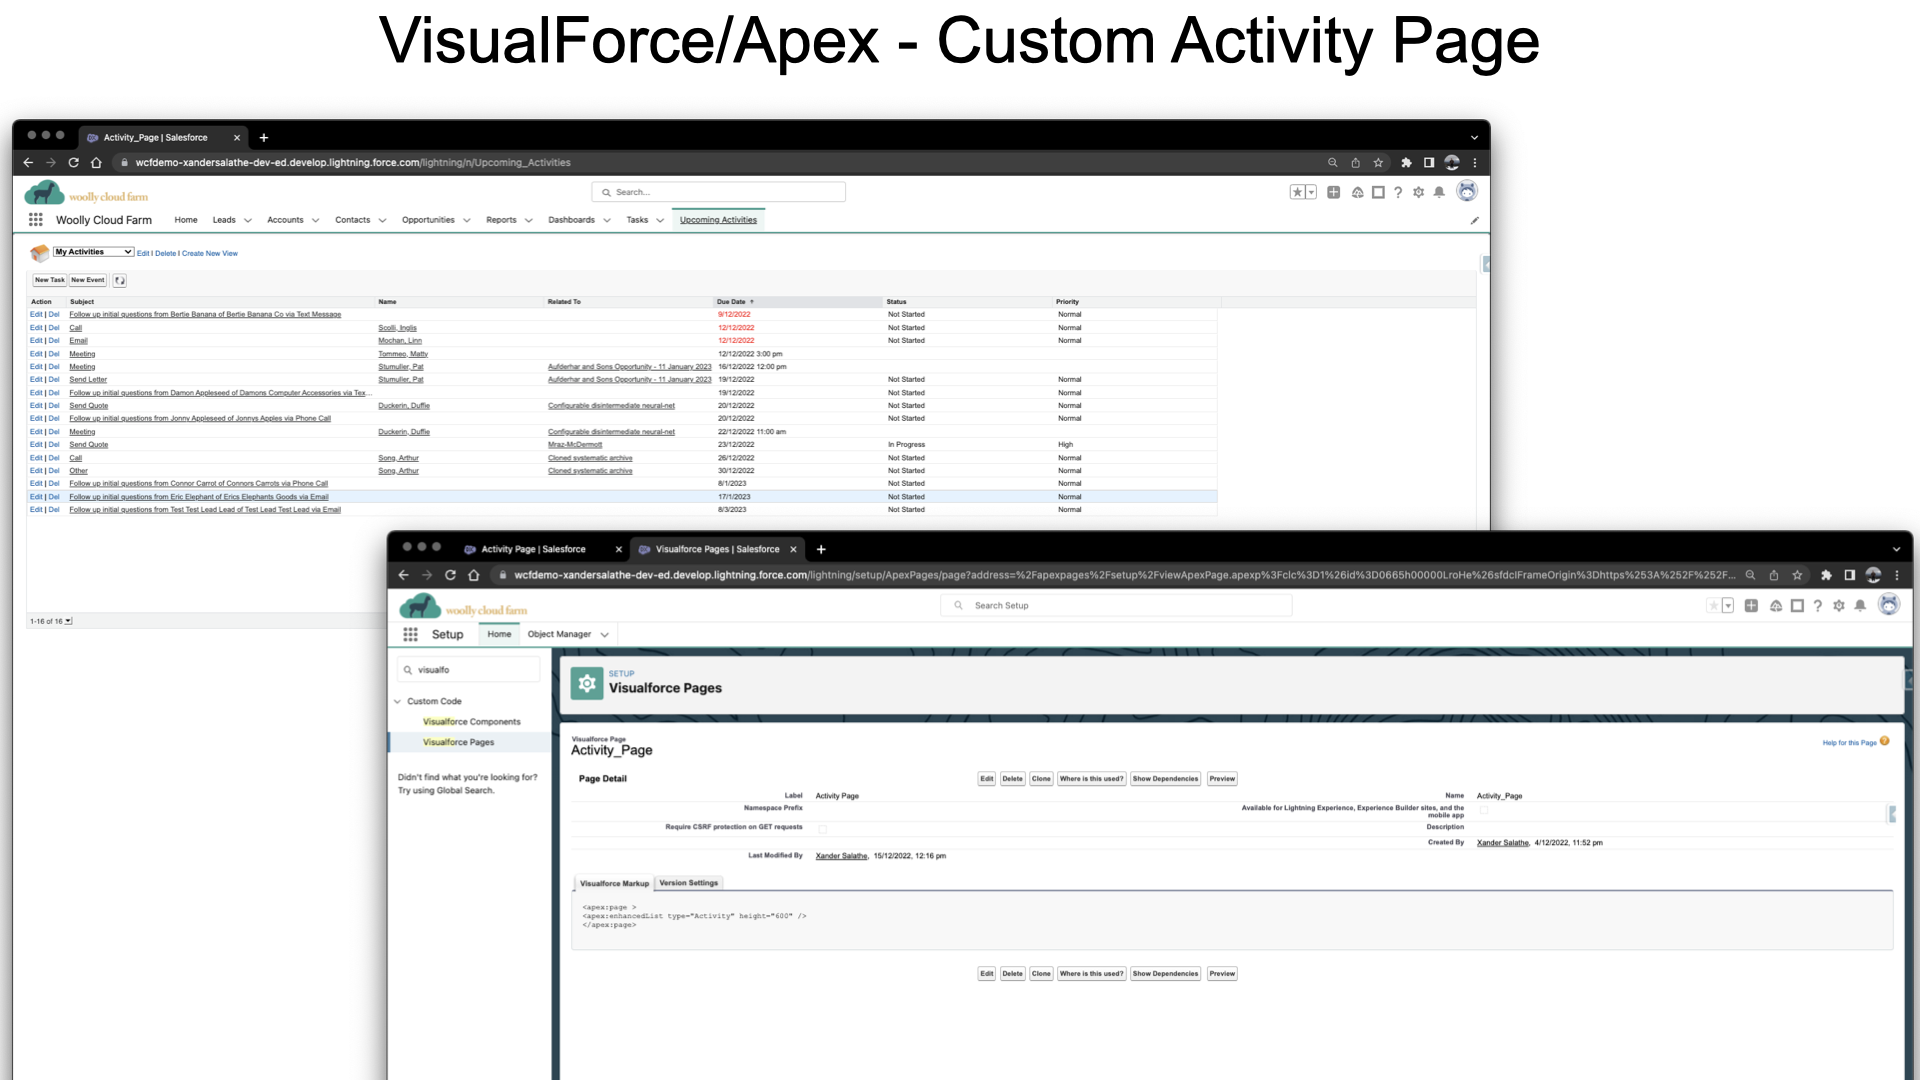 VisualForce/Apex - Custom Activity Page
Activity_Page | Salesforce
wcfdemo-xandersalathe-dev-ed.develop.lightning.force.com/lightning/n/Upcoming_Activities
woolly cloud farm
Search...
Woolly Cloud Farm Home Leads Accounts Contacts Opportunities Reports Dashboards Tasks Upcoming Activities
My Activities Edit | Delete | Create New View
New Task New Event
Action Subject Name Related To Due Date Status Priority
Edit | Del Follow up initial questions from Bertie Banana of Bertie Banana Co via Text Message 9/12/2022 Not Started Normal
Edit | Del Call Scolli, Inglis 12/12/2022 Not Started Normal
Edit | Del Email Mochan, Linn 12/12/2022 Not Started Normal
Edit | Del Meeting Tommeo, Matty 12/12/2022 3:00 pm
Edit | Del Meeting Stumuller, Pat Aufderhar and Sons Opportunity - 11 January 2023 16/12/2022 12:00 pm
Edit | Del Send Letter Stumuller, Pat Aufderhar and Sons Opportunity - 11 January 2023 19/12/2022 Not Started Normal
Edit | Del Follow up initial questions from Damon Appleseed of Damons Computer Accessories via Tex... 19/12/2022 Not Started Normal
Edit | Del Send Quote Duckerin, Duffie Configurable disintermediate neural-net 20/12/2022 Not Started Normal
Edit | Del Follow up initial questions from Jonny Appleseed of Jonnys Apples via Phone Call 20/12/2022 Not Started Normal
Edit | Del Meeting Duckerin, Duffie Configurable disintermediate neural-net 22/12/2022 11:00 am
Edit | Del Send Quote Mraz-McDermott 23/12/2022 In Progress High
Edit | Del Call Song, Arthur Cloned systematic archive 26/12/2022 Not Started Normal
Edit | Del Other Song, Arthur Cloned systematic archive 30/12/2022 Not Started Normal
Edit | Del Follow up initial questions from Connor Carrot of Connors Carrots via Phone Call 8/1/2023 Not Started Normal
Edit | Del Follow up initial questions from Eric Elephant of Erics Elephants Goods via Email 17/1/2023 Not Started Normal
Edit | Del Follow up initial questions from Test Test Lead Lead of Test Lead Test Lead via Email 8/3/2023 Not Started Normal
1-16 of 16
Activity Page | Salesforce Visualforce Pages | Salesforce
wcfdemo-xandersalathe-dev-ed.develop.lightning.force.com/lightning/setup/ApexPages/page?address=%2Fapexpages%2Fsetup%2FviewApexPage.apexp%3Fclc%3D1%26id%3D0665h00000LroHe%26sfdcIFrameOrigin%3Dhttps%253A%252F%252F...
woolly cloud farm
Search Setup
Setup Home Object Manager
visualfo
Custom Code
Visualforce Components
Visualforce Pages
Didn't find what you're looking for?
Try using Global Search.
SETUP
Visualforce Pages
Visualforce Page
Activity_Page
Help for this Page
Page Detail Edit Delete Clone Where is this used? Show Dependencies Preview
Label Activity Page Name Activity_Page
Namespace Prefix Available for Lightning Experience, Experience Builder sites, and the
mobile app
Require CSRF protection on GET requests Description
Created By Xander Salathe, 4/12/2022, 11:52 pm
Last Modified By Xander Salathe, 15/12/2022, 12:16 pm
Visualforce Markup Version Settings
<apex:page >
<apex:enhancedList type="Activity" height="600" />
</apex:page>
Edit Delete Clone Where is this used? Show Dependencies Preview